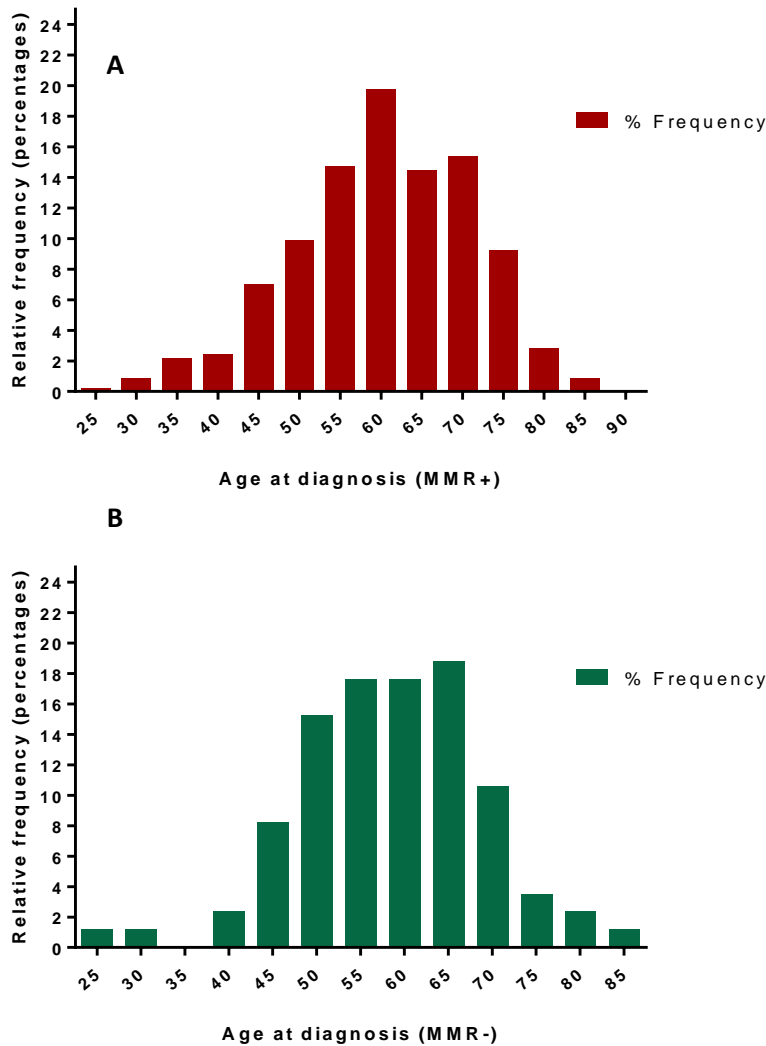 A
Relative frequency (percentages)
24
22
20
18
16
14
12
10
8
6
4
2
0
% Frequency
25 30 35 40 45 50 55 60 65 70 75 80 85 90
Age at diagnosis (MMR+)
B
Relative frequency (percentages)
24
22
20
18
16
14
12
10
8
6
4
2
0
% Frequency
25 30 35 40 45 50 55 60 65 70 75 80 85
Age at diagnosis (MMR-)